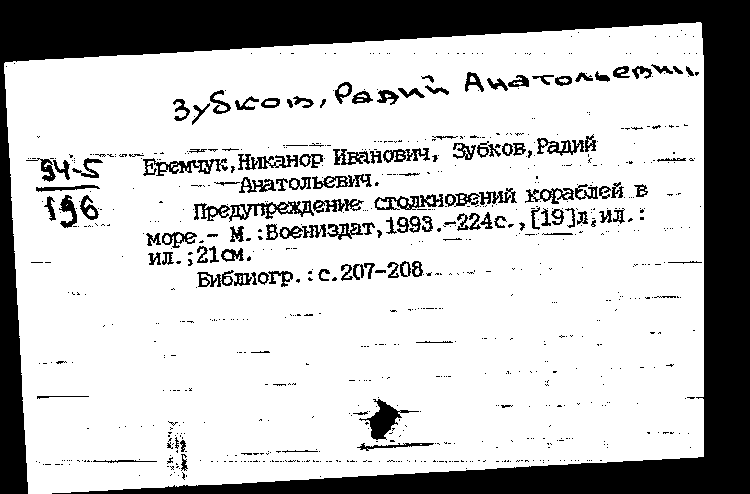 Зубков, Радий Анатольевич.
94-5
196
Еремчук,Никанор Иванович, Зубков,Радий
Анатольевич.
Предупреждение столкновений кораблей в
море.- М.:Воениздат,1993.-224с.,[19]л.ил.:
ил.;21см.
Библиогр.:с.207-208.